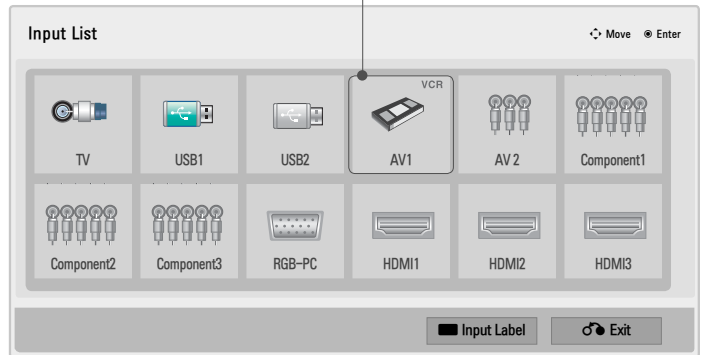 Input List
Move Enter
VCR
TV USB1 USB2 AV1 AV 2 Component1
Component2 Component3 RGB-PC HDMI1 HDMI2 HDMI3
Input Label Exit